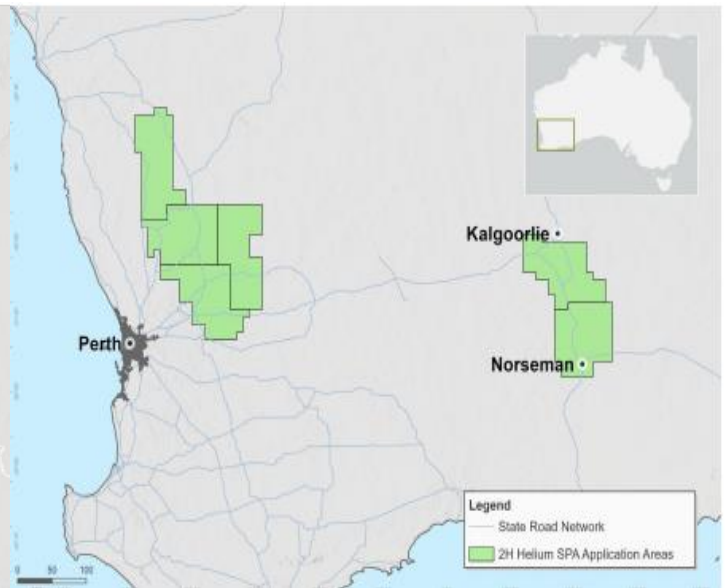 Kalgoorlie
Perth
Norseman
Legend
State Road Network
2H Helium SPA Application Areas
0 50 100